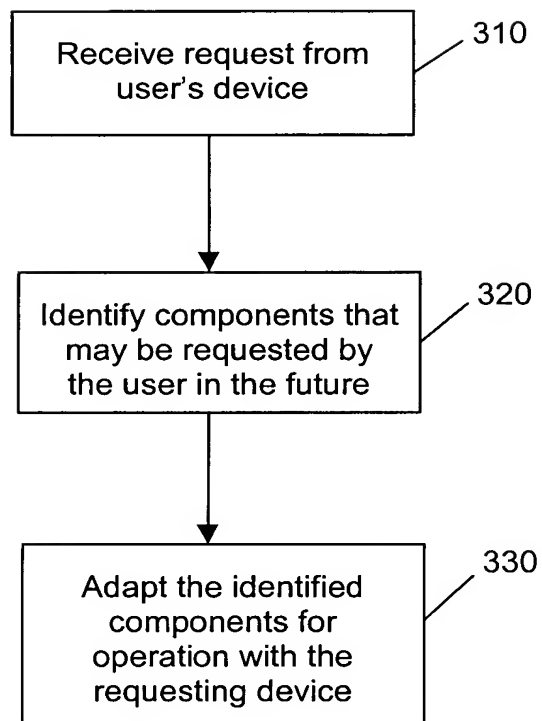 Receive request from
user's device
310
Identify components that
may be requested by
the user in the future
320
Adapt the identified
components for
operation with the
requesting device
330